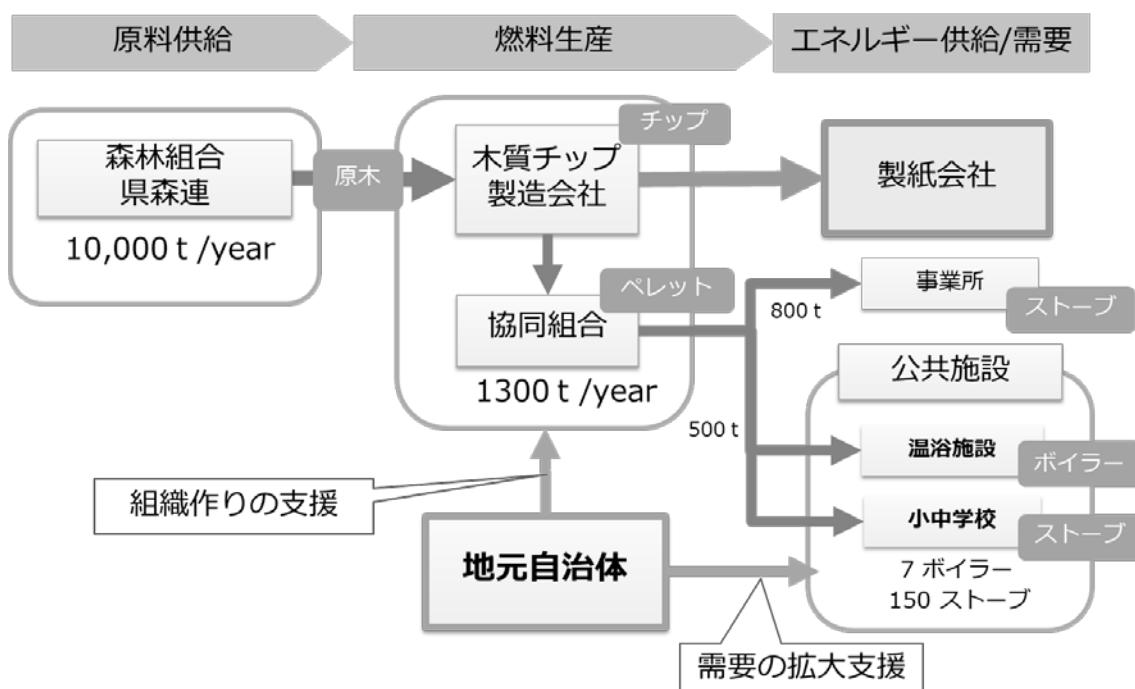 原料供給
燃料生産
エネルギー供給/需要
森林組合
県森連
10,000 t /year
原木
チップ
木質チップ
製造会社
ペレット
協同組合
1300 t /year
製紙会社
事業所
ストーブ
800 t
公共施設
500 t
温浴施設
ボイラー
小中学校
ストーブ
7 ボイラー
150 ストーブ
組織作りの支援
地元自治体
需要の拡大支援